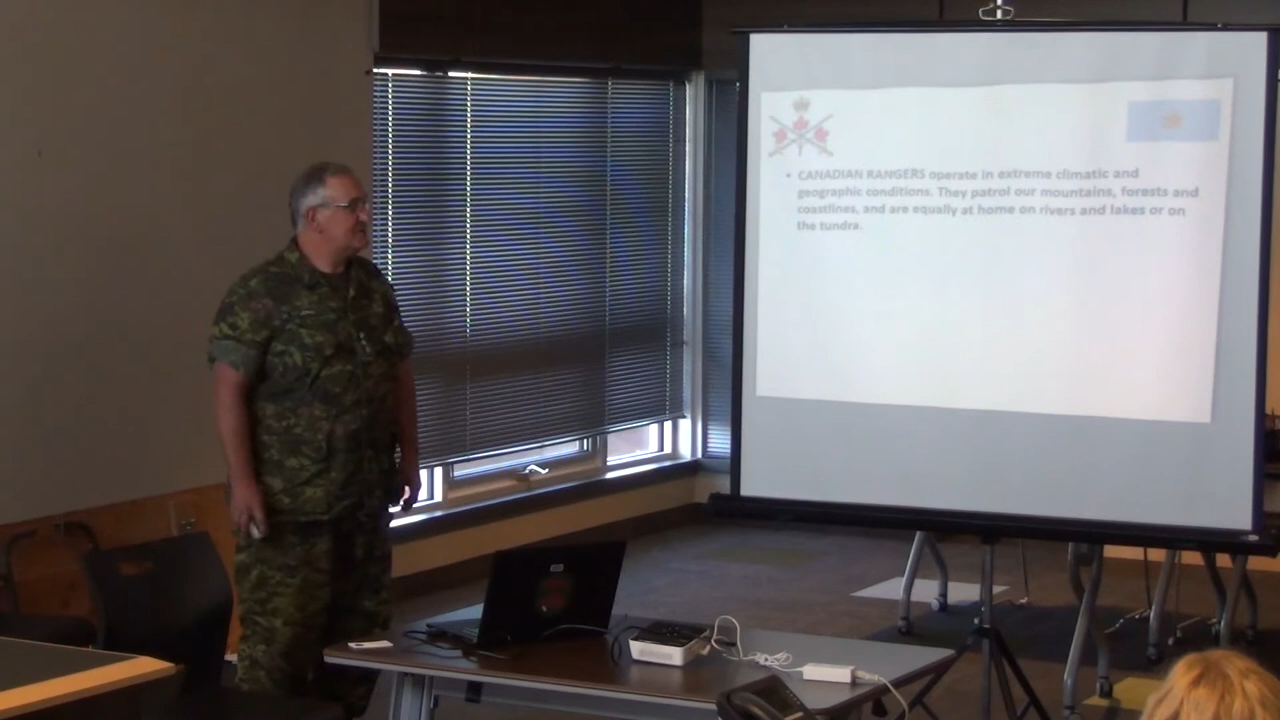 • CANADIAN RANGERS operate in extreme climatic and
geographic conditions. They patrol our mountains, forests and
coastlines, and are equally at home on rivers and lakes or on
the tundra.